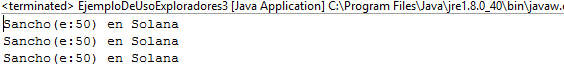 <terminated> EjemploDeUsoExploradores3 [Java Application] C:\Program Files\Java\jre1.8.0_40\bin\javaw.
Sancho(e:50) en Solana
Sancho(e:50) en Solana
Sancho(e:50) en Solana